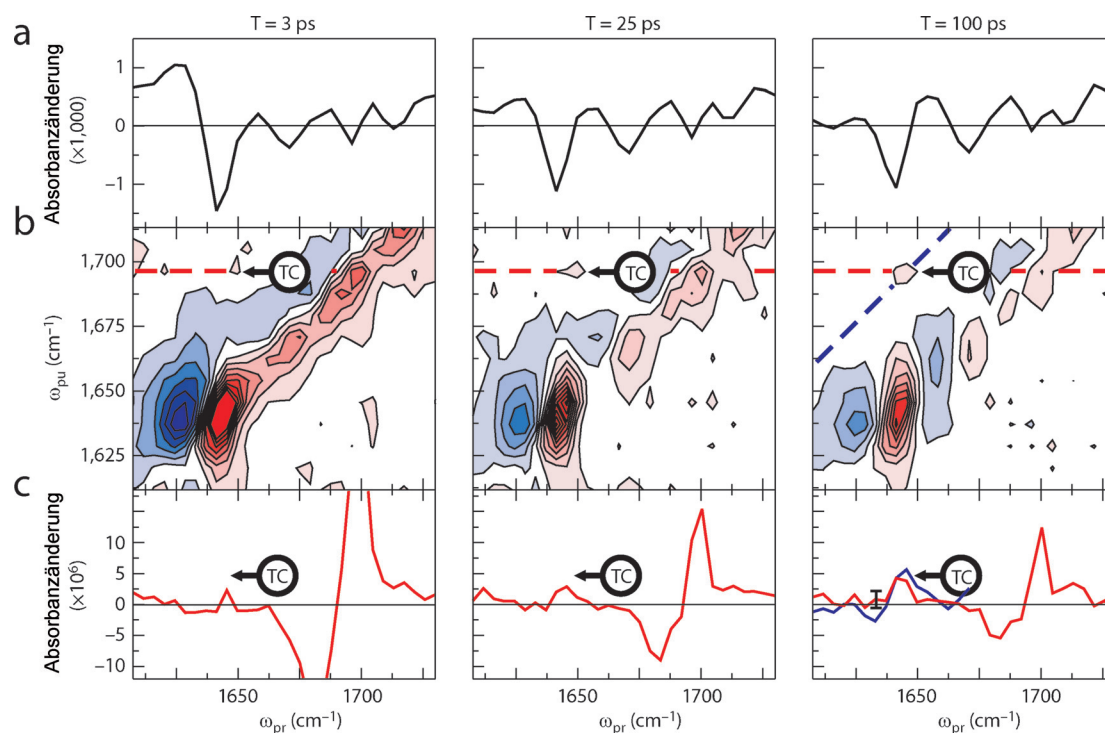 T = 3 ps
T = 25 ps
T = 100 ps
a
Absorbanzänderung
(×1,000)
1
0
−1
b
ω_pu (cm⁻¹)
1,700
1,675
1,650
1,625
TC
TC
TC
c
Absorbanzänderung
(×10⁶)
10
5
0
−5
−10
TC
TC
TC
1650
1700
1650
1700
1650
1700
ω_pr (cm⁻¹)
ω_pr (cm⁻¹)
ω_pr (cm⁻¹)